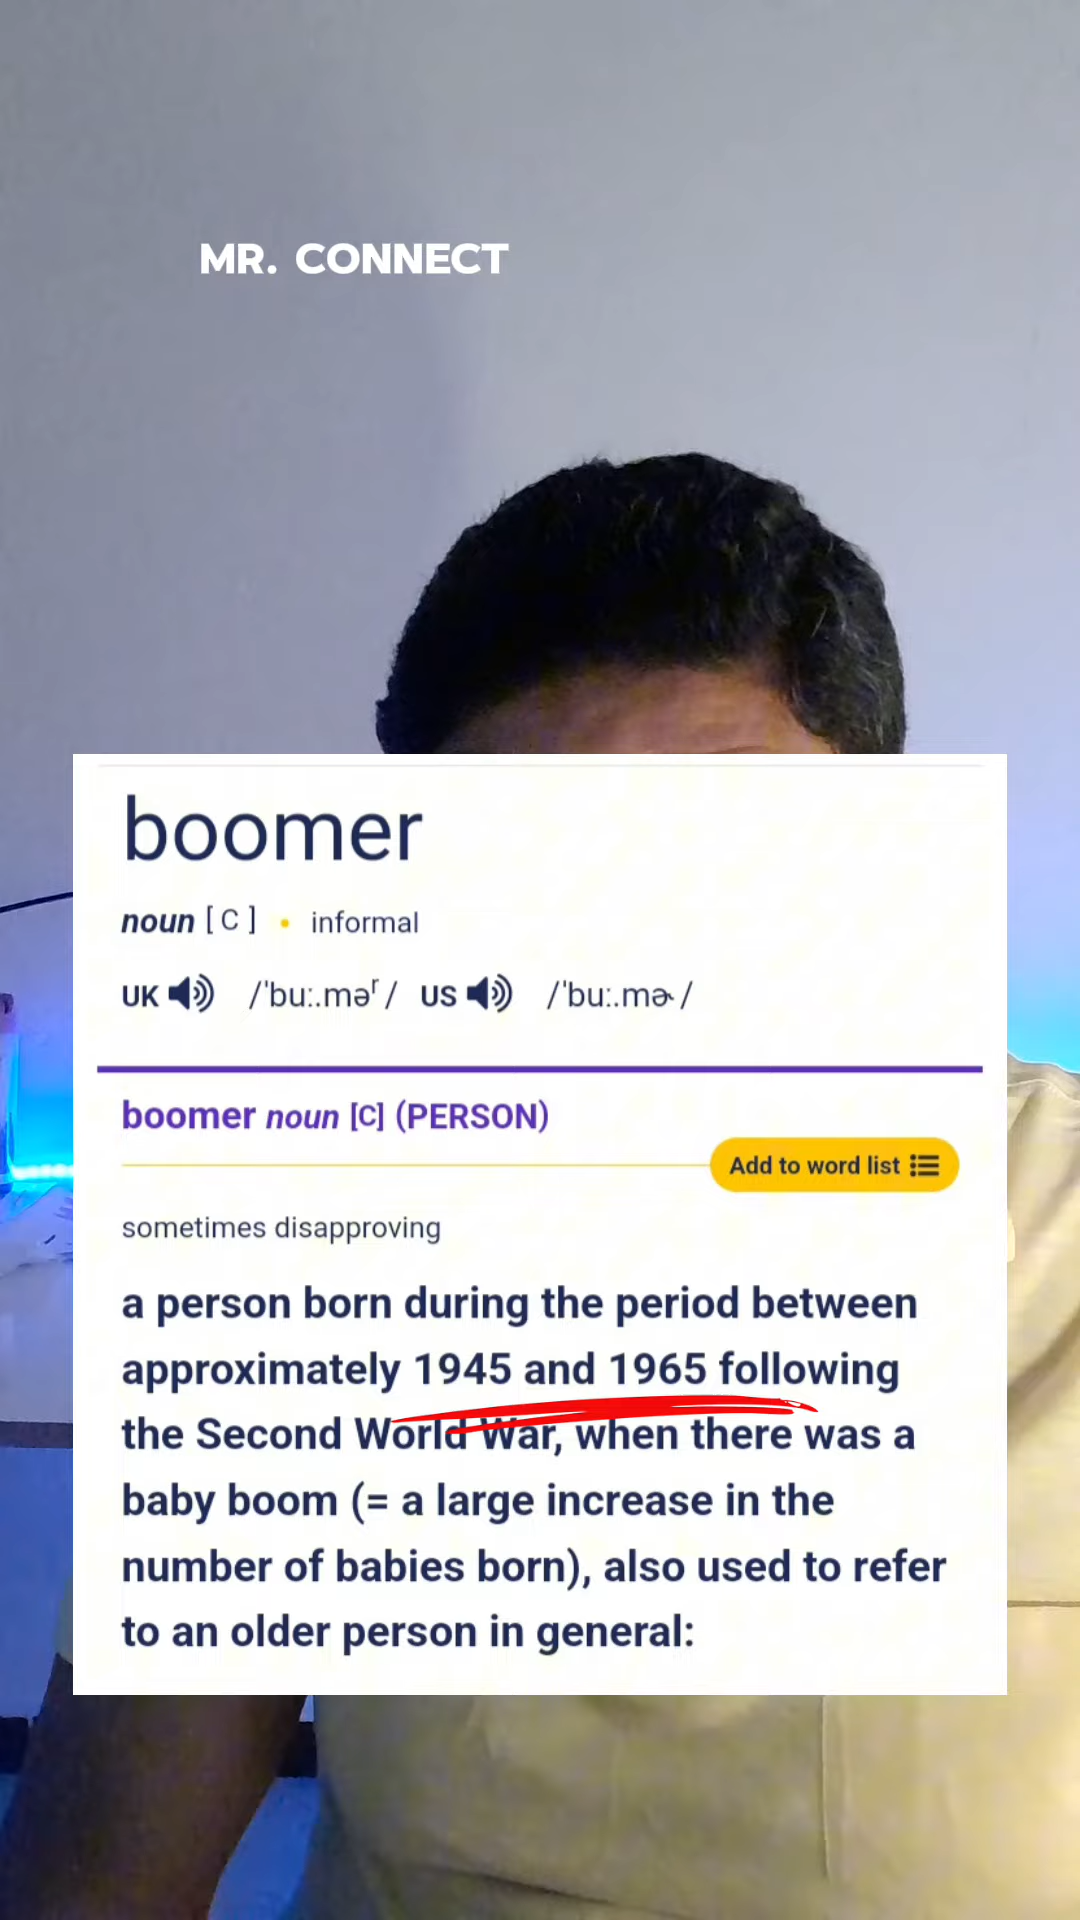 MR. CONNECT
boomer
noun [ C ] • informal
UK /ˈbuː.məʳ/ US /ˈbuː.mɚ/
boomer noun [C] (PERSON)
Add to word list
sometimes disapproving
a person born during the period between
approximately 1945 and 1965 following
the Second World War, when there was a
baby boom (= a large increase in the
number of babies born), also used to refer
to an older person in general: